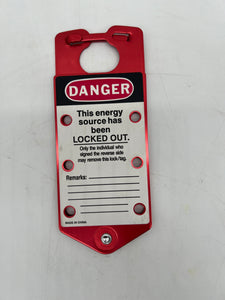 DANGER
This energy
source has
been
LOCKED OUT.
Only the individual who
signed the reverse side
may remove this lock/tag.
Remarks:
MADE IN CHINA